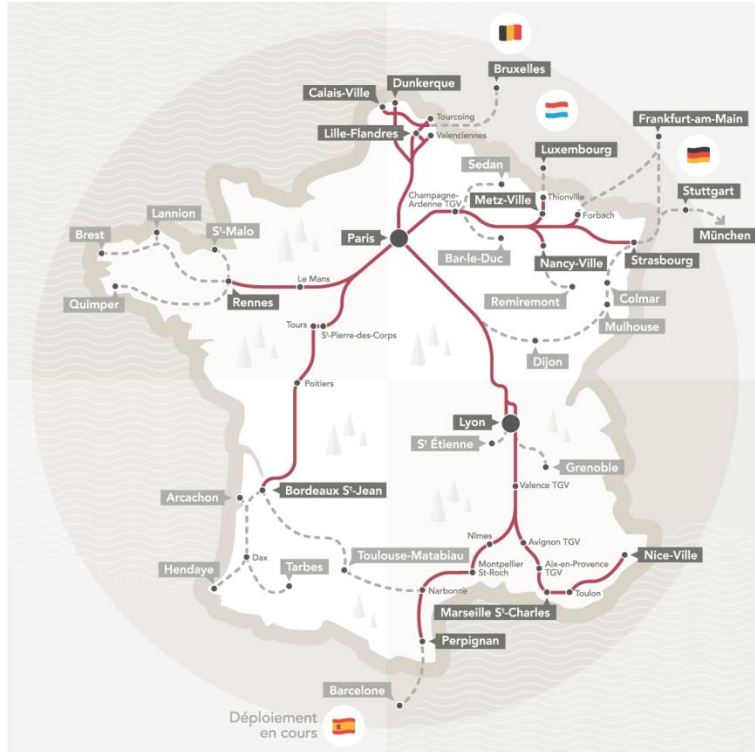 Bruxelles
Dunkerque
Calais-Ville
Tourcoing
Lille-Flandres
Valenciennes
Frankfurt-am-Main
Luxembourg
Sedan
Stuttgart
Champagne-
Ardenne TGV
Metz-Ville
Thionville
Forbach
München
Lannion
Brest
Sᵗ-Malo
Paris
Strasbourg
Bar-le-Duc
Nancy-Ville
Le Mans
Quimper
Rennes
Remiremont
Colmar
Mulhouse
Tours
Sᵗ-Pierre-des-Corps
Dijon
Poitiers
Lyon
Sᵗ Étienne
Grenoble
Valence TGV
Arcachon
Bordeaux Sᵗ-Jean
Nîmes
Avignon TGV
Dax
Toulouse-Matabiau
Montpellier
St-Roch
Aix-en-Provence
TGV
Nice-Ville
Hendaye
Tarbes
Narbonne
Toulon
Marseille Sᵗ-Charles
Perpignan
Barcelone
Déploiement
en cours